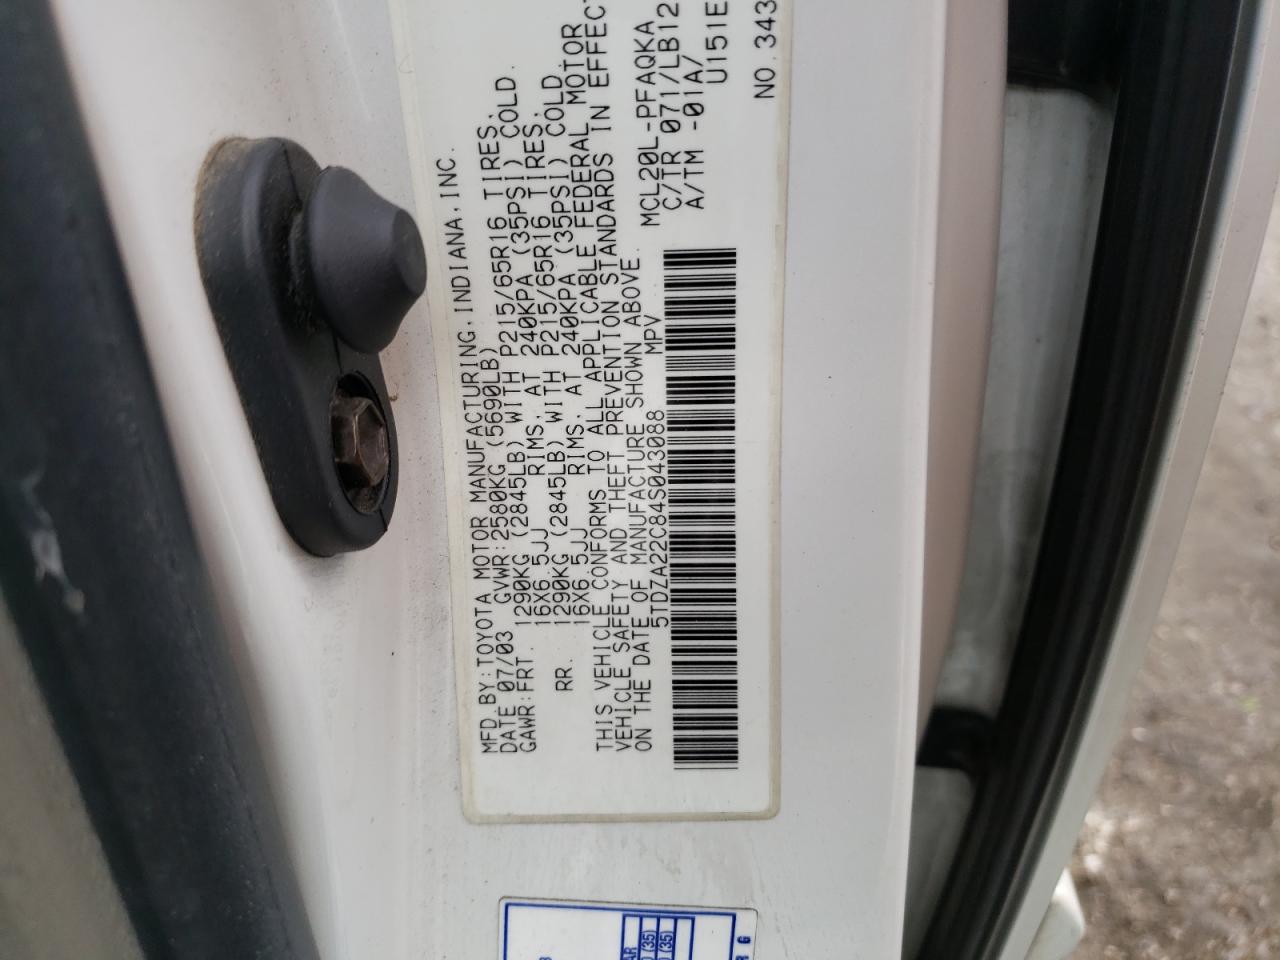 MFD BY:TOYOTA MOTOR MANUFACTURING,INDIANA,INC.
DATE 07/03 GVWR:2580KG(5690LB)
GAWR:FRT. 1290KG (2845LB) WITH P215/65R16 TIRES,
16X6.5JJ RIMS, AT 240KPA (35PSI) COLD.
RR. 1290KG (2845LB)WITH P215/65R16 TIRES,
16X6.5JJ RIMS, AT 240KPA (35PSI) COLD
THIS VEHICLE CONFORMS TO ALL APPLICABLE FEDERAL MOTOR
VEHICLE SAFETY AND THEFT PREVENTION STANDARDS IN EFFECT
ON THE DATE OF MANUFACTURE SHOWN ABOVE.
5TDZA22C84S043088 MPV
MCL20L-PFAQKA
C/TR 071/LB12
A/TM -01A/
U151E
NO.343
(35)
(35)